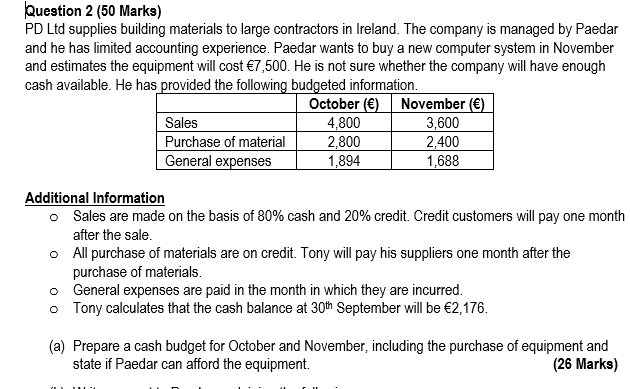 Question 2 (50 Marks)
PD Ltd supplies building materials to large contractors in Ireland. The company is managed by Paedar
and he has limited accounting experience. Paedar wants to buy a new computer system in November
and estimates the equipment will cost €7,500. He is not sure whether the company will have enough
cash available. He has provided the following budgeted information.
October (€) November (€)
Sales 4,800 3,600
Purchase of material 2,800 2,400
General expenses 1,894 1,688
Additional Information
o Sales are made on the basis of 80% cash and 20% credit. Credit customers will pay one month
after the sale.
o All purchase of materials are on credit. Tony will pay his suppliers one month after the
purchase of materials.
o General expenses are paid in the month in which they are incurred.
o Tony calculates that the cash balance at 30th September will be €2,176.
(a) Prepare a cash budget for October and November, including the purchase of equipment and
state if Paedar can afford the equipment. (26 Marks)